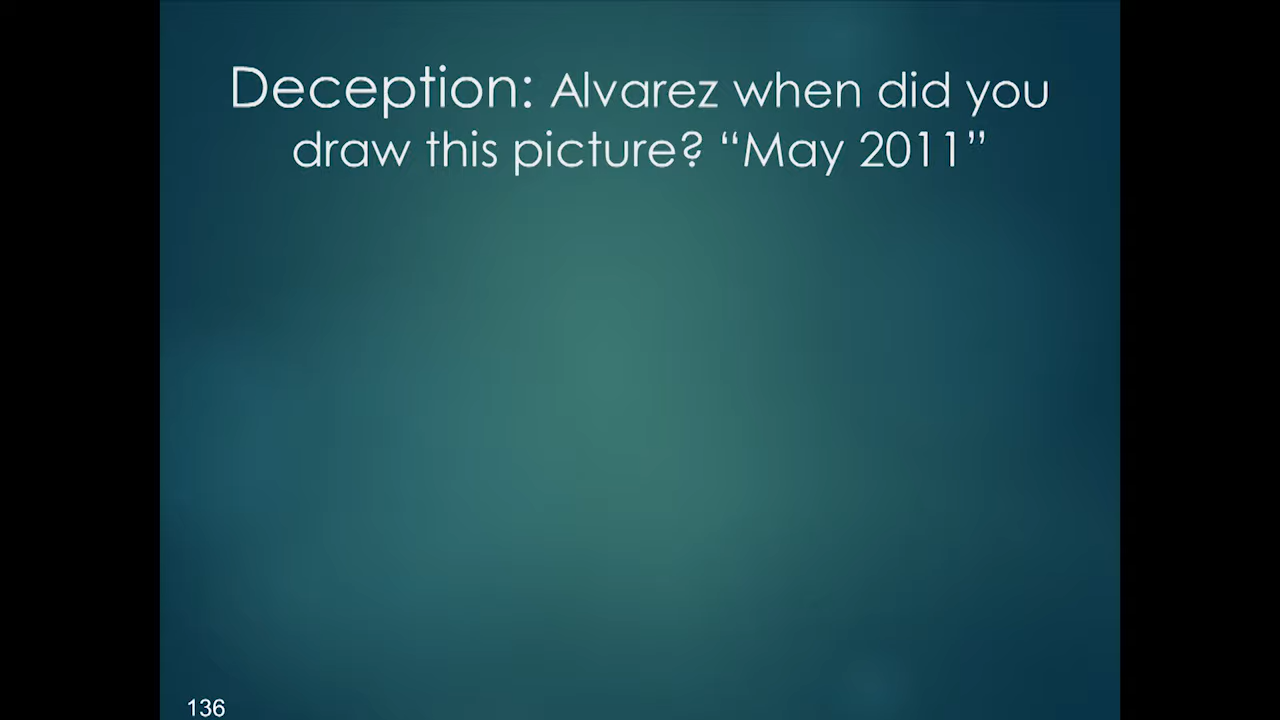 Deception: Alvarez when did you
draw this picture? “May 2011”
136